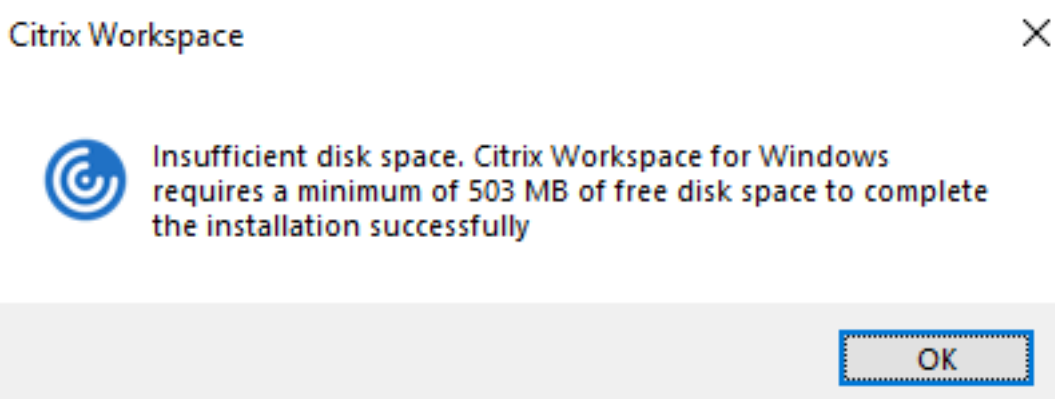 Citrix Workspace
Insufficient disk space. Citrix Workspace for Windows
requires a minimum of 503 MB of free disk space to complete
the installation successfully
OK